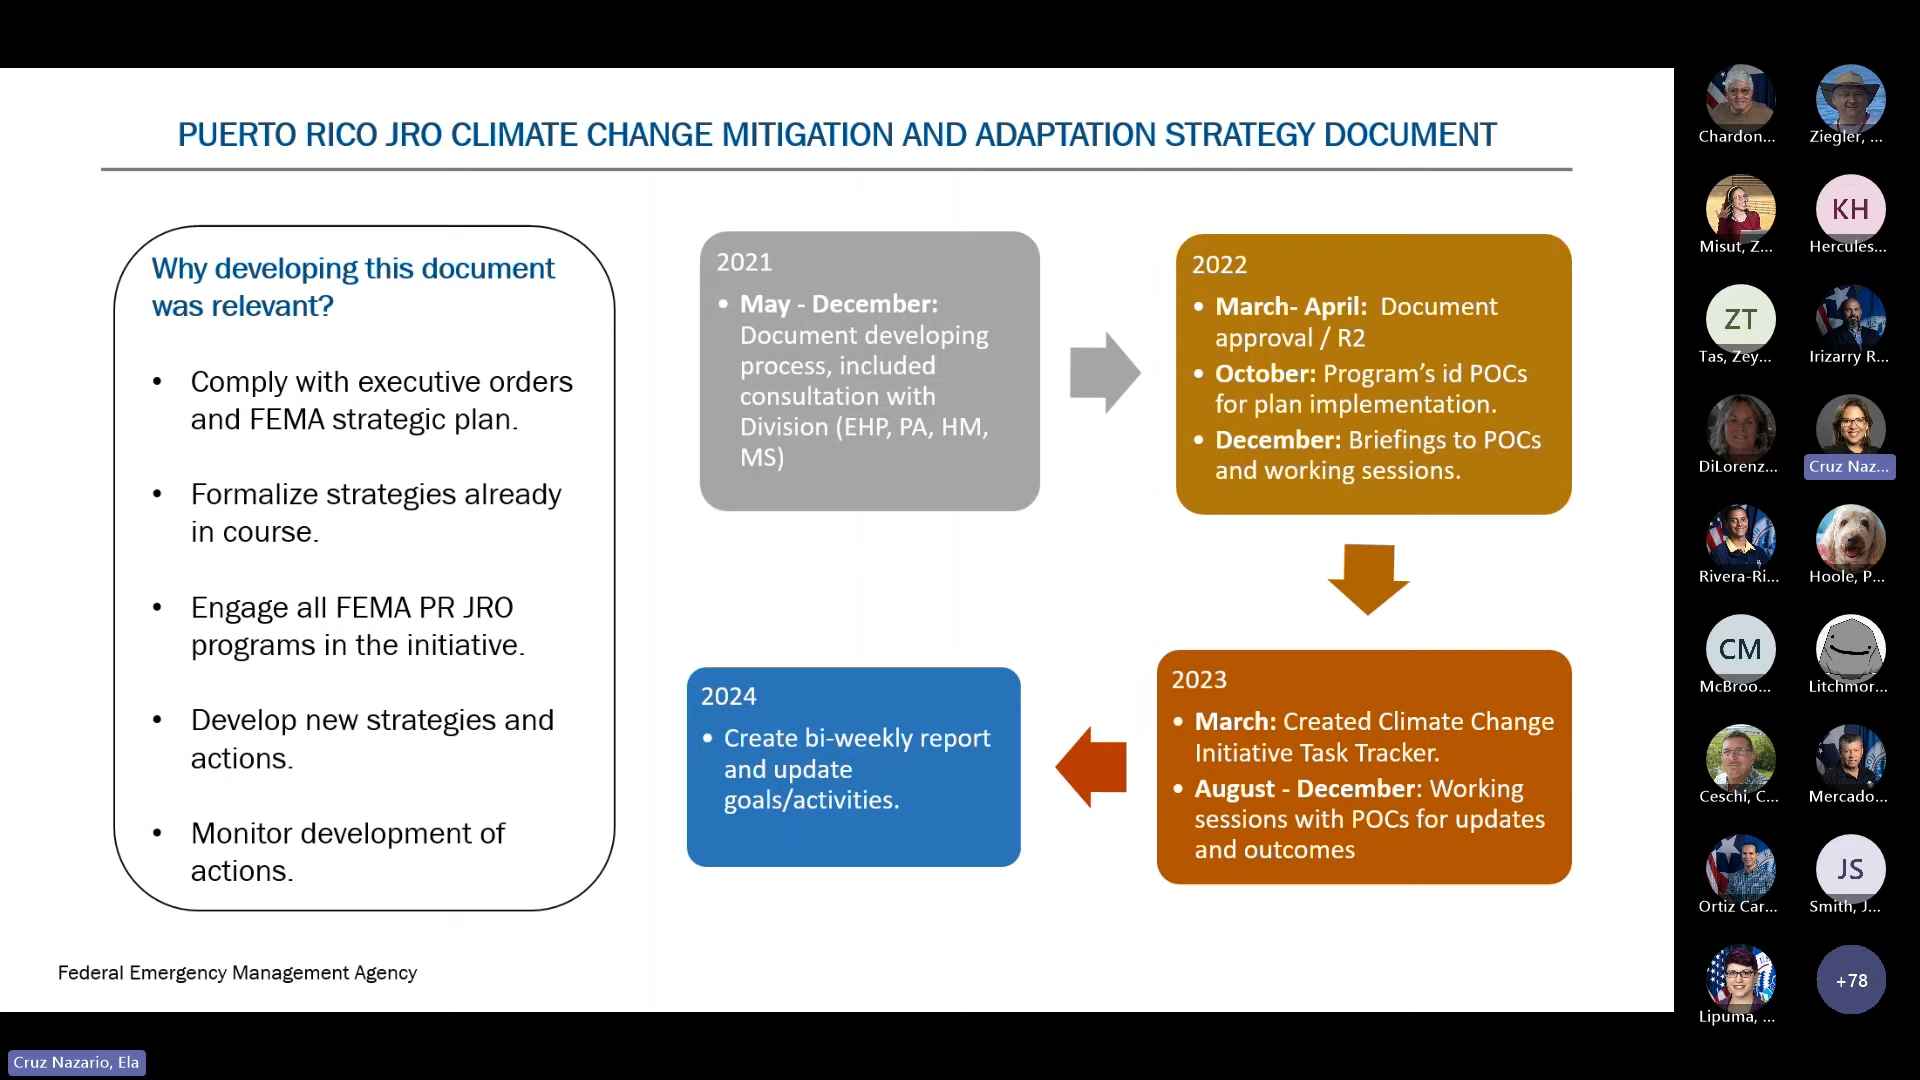 PUERTO RICO JRO CLIMATE CHANGE MITIGATION AND ADAPTATION STRATEGY DOCUMENT
Why developing this document
was relevant?
• Comply with executive orders
and FEMA strategic plan.
• Formalize strategies already
in course.
• Engage all FEMA PR JRO
programs in the initiative.
• Develop new strategies and
actions.
• Monitor development of
actions.
2021
• May - December:
Document developing
process, included
consultation with
Division (EHP, PA, HM,
MS)
2022
• March- April: Document
approval / R2
• October: Program’s id POCs
for plan implementation.
• December: Briefings to POCs
and working sessions.
2023
• March: Created Climate Change
Initiative Task Tracker.
• August - December: Working
sessions with POCs for updates
and outcomes
2024
• Create bi-weekly report
and update
goals/activities.
Federal Emergency Management Agency
Chardon...
Ziegler, ...
Misut, Z...
KH
Hercules...
ZT
Tas, Zey...
Irizarry R...
DiLorenz...
Cruz Naz...
Rivera-Ri...
Hoole, P...
CM
McBroo...
Litchmor...
Ceschi, C...
Mercado...
Ortiz Car...
JS
Smith, J...
Lipuma, ...
+78
Cruz Nazario, Ela